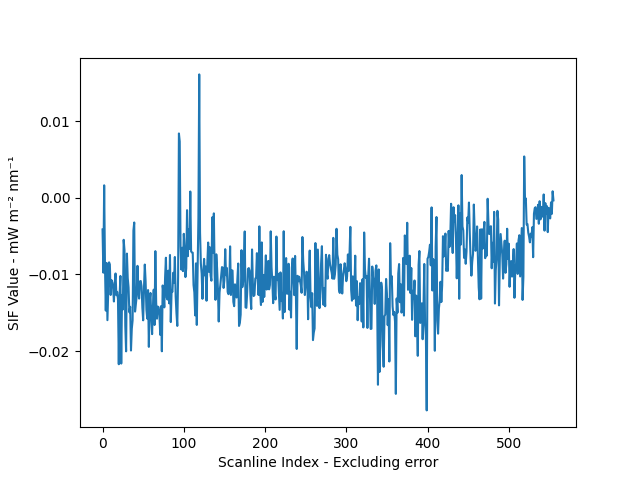 0.01
0.00
−0.01
−0.02
SIF Value - mW m⁻² nm⁻¹
0 100 200 300 400 500
Scanline Index - Excluding error